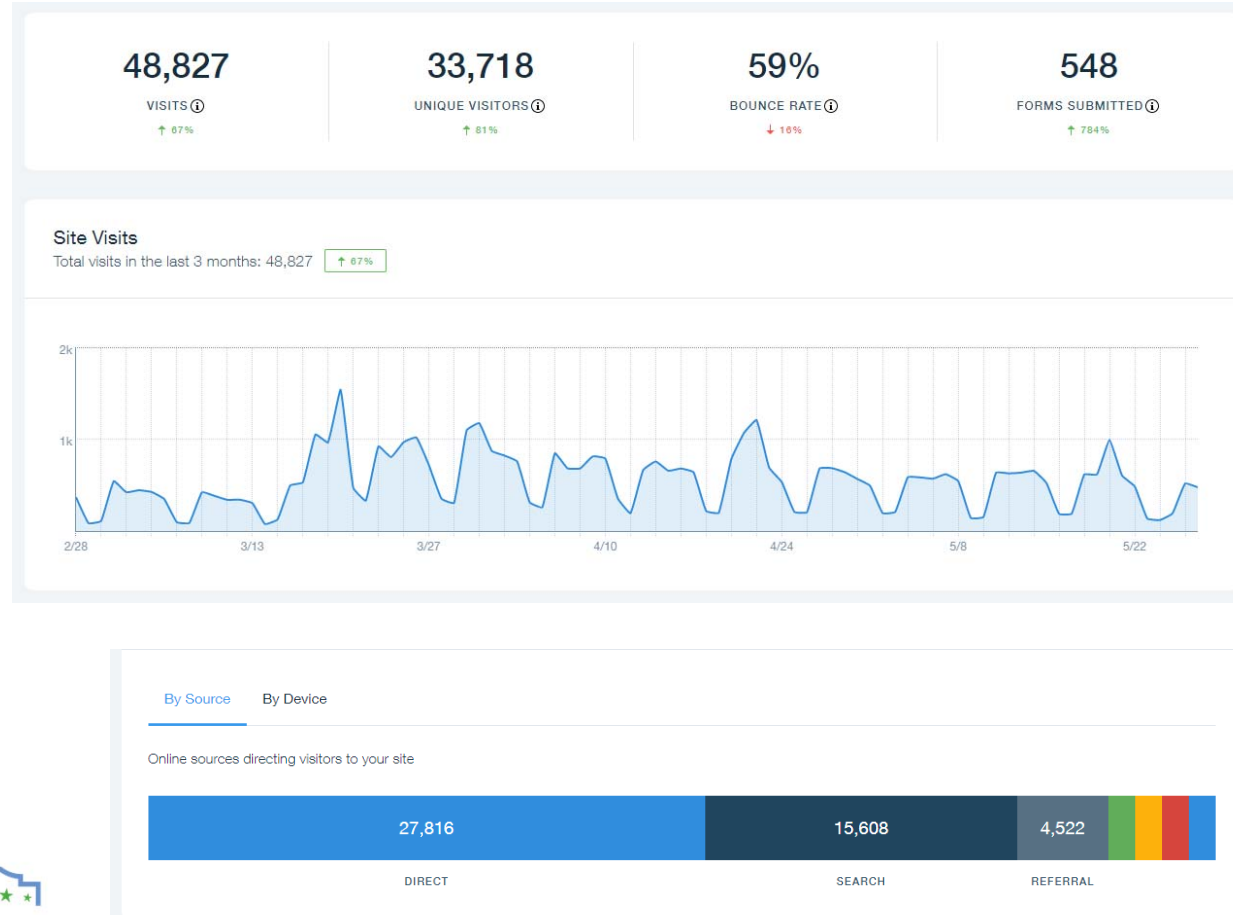 48,827 33,718 59% 548
VISITS UNIQUE VISITORS BOUNCE RATE FORMS SUBMITTED
↑ 67% ↑ 81% ↓ 16% ↑ 784%
Site Visits
Total visits in the last 3 months: 48,827 ↑ 67%
2k
1k
2/28 3/13 3/27 4/10 4/24 5/8 5/22
By Source By Device
Online sources directing visitors to your site
27,816 15,608 4,522
DIRECT SEARCH REFERRAL